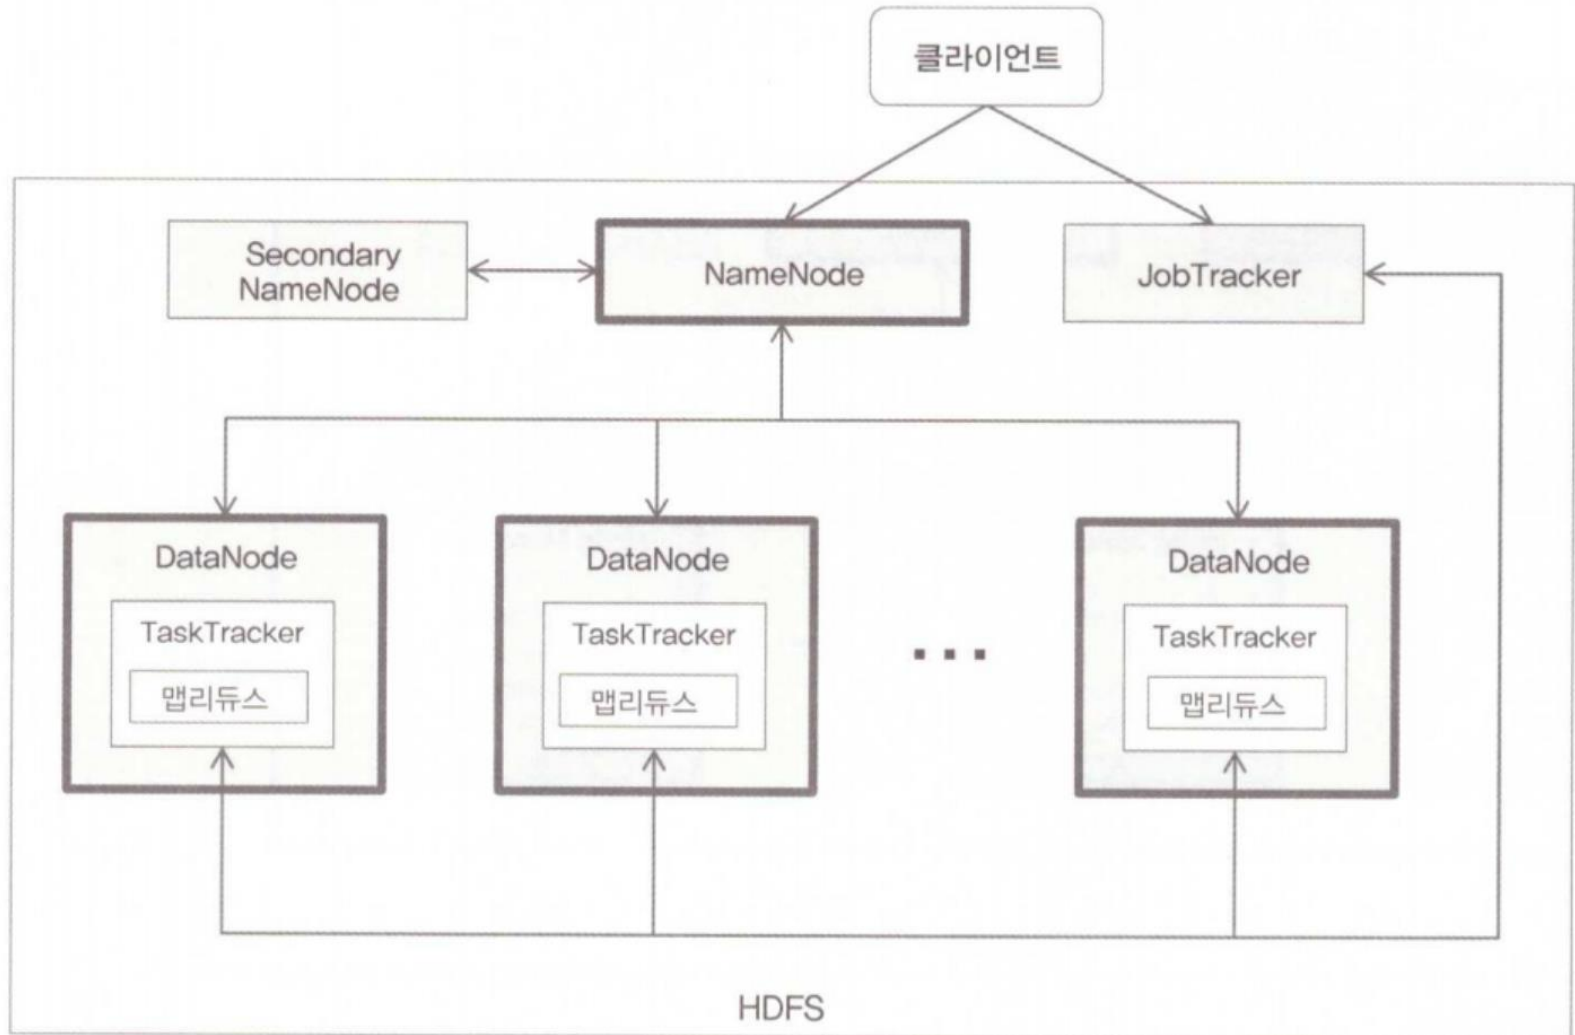 클라이언트
Secondary
NameNode
NameNode
JobTracker
DataNode
TaskTracker
맵리듀스
DataNode
TaskTracker
맵리듀스
...
DataNode
TaskTracker
맵리듀스
HDFS